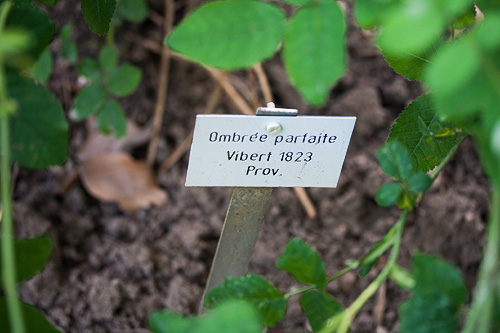 Ombrée parfaite
Vibert 1823
Prov.